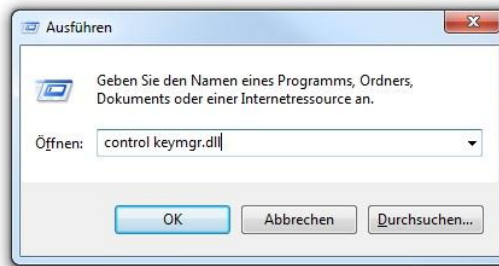 Ausführen
Geben Sie den Namen eines Programms, Ordners,
Dokuments oder einer Internetressource an.
Öffnen: control keymgr.dll
OK Abbrechen Durchsuchen...